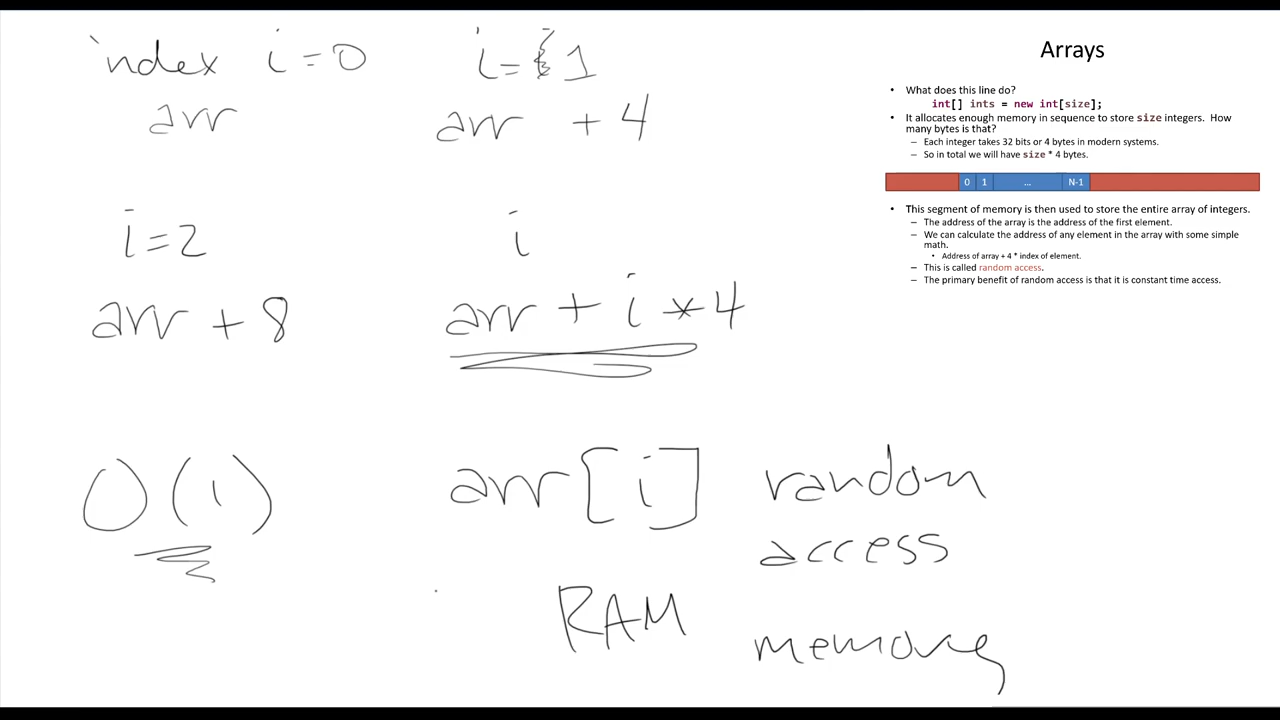 index i=0 i=1
arr arr + 4
i=2 i
arr + 8 arr + i * 4
O(1) arr[i] random
access
RAM memory
Arrays
• What does this line do?
int[] ints = new int[size];
• It allocates enough memory in sequence to store size integers. How
many bytes is that?
– Each integer takes 32 bits or 4 bytes in modern systems.
– So in total we will have size * 4 bytes.
0 1 ... N-1
• This segment of memory is then used to store the entire array of integers.
– The address of the array is the address of the first element.
– We can calculate the address of any element in the array with some simple
math.
• Address of array + 4 * index of element.
– This is called random access.
– The primary benefit of random access is that it is constant time access.